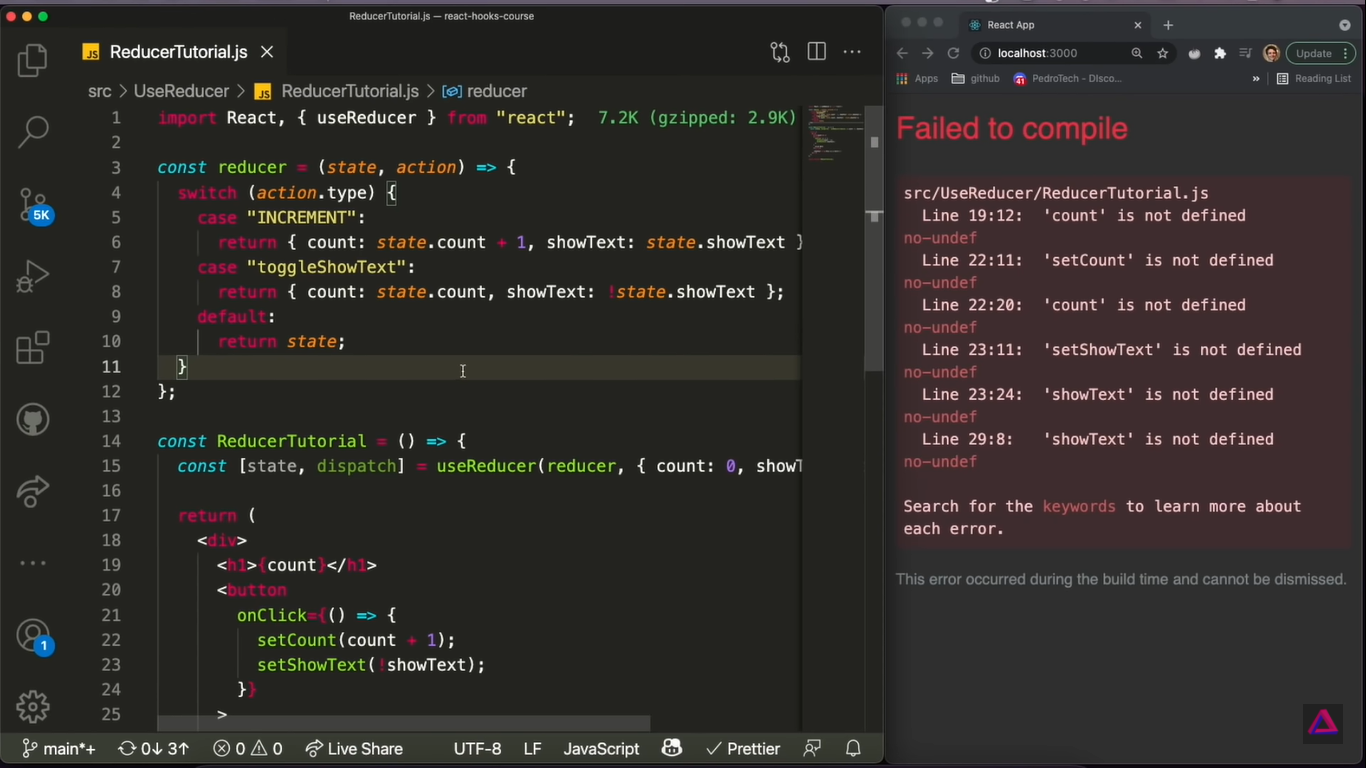 ReducerTutorial.js — react-hooks-course
ReducerTutorial.js
src > UseReducer > ReducerTutorial.js > reducer
1 import React, { useReducer } from "react"; 7.2K (gzipped: 2.9K)
2
3 const reducer = (state, action) => {
4 switch (action.type) {
5 case "INCREMENT":
6 return { count: state.count + 1, showText: state.showText }
7 case "toggleShowText":
8 return { count: state.count, showText: !state.showText };
9 default:
10 return state;
11 }
12 };
13
14 const ReducerTutorial = () => {
15 const [state, dispatch] = useReducer(reducer, { count: 0, showT
16
17 return (
18 <div>
19 <h1>{count}</h1>
20 <button
21 onClick={() => {
22 setCount(count + 1);
23 setShowText(!showText);
24 }}
25 >
5K
1
main*+ 0↓ 3↑ 0 0 Live Share UTF-8 LF JavaScript Prettier
React App
localhost:3000 Update
Apps github 41 PedroTech - DIsco... » Reading List
Failed to compile
src/UseReducer/ReducerTutorial.js
Line 19:12: 'count' is not defined
no-undef
Line 22:11: 'setCount' is not defined
no-undef
Line 22:20: 'count' is not defined
no-undef
Line 23:11: 'setShowText' is not defined
no-undef
Line 23:24: 'showText' is not defined
no-undef
Line 29:8: 'showText' is not defined
no-undef
Search for the keywords to learn more about
each error.
This error occurred during the build time and cannot be dismissed.